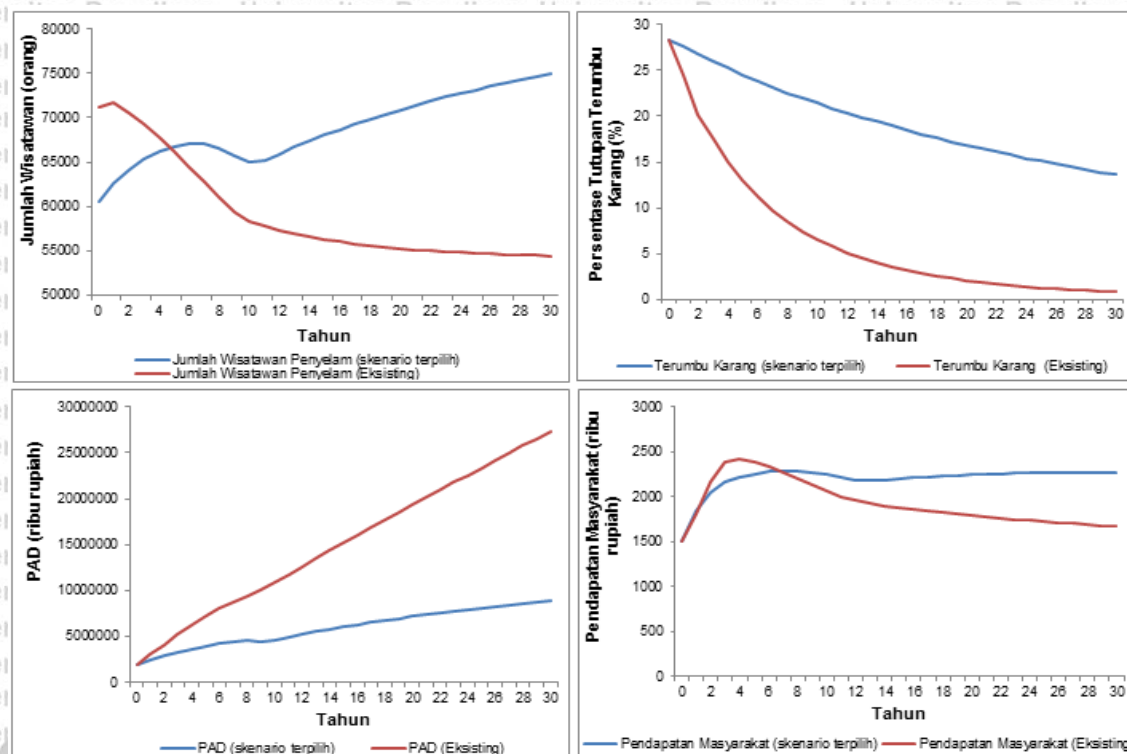 80000
75000
70000
65000
60000
55000
50000
Jumlah Wisatawan (orang)
0 2 4 6 8 10 12 14 16 18 20 22 24 26 28 30
Tahun
Jumlah Wisatawan Penyelam (skenario terpilih)
Jumlah Wisatawan Penyelam (Eksisting)
30
25
20
15
10
5
0
Persentase Tutupan Terumbu
Karang (%)
0 2 4 6 8 10 12 14 16 18 20 22 24 26 28 30
Tahun
Terumbu Karang (skenario terpilih) Terumbu Karang (Eksisting)
30000000
25000000
20000000
15000000
10000000
5000000
0
PAD (ribu rupiah)
0 2 4 6 8 10 12 14 16 18 20 22 24 26 28 30
Tahun
PAD (skenario terpilih) PAD (Eksisting)
3000
2500
2000
1500
1000
500
0
Pendapatan Masyarakat (ribu
rupiah)
0 2 4 6 8 10 12 14 16 18 20 22 24 26 28 30
Tahun
Pendapatan Masyarakat (skenario terpilih) Pendapatan Masyarakat (Eksisting